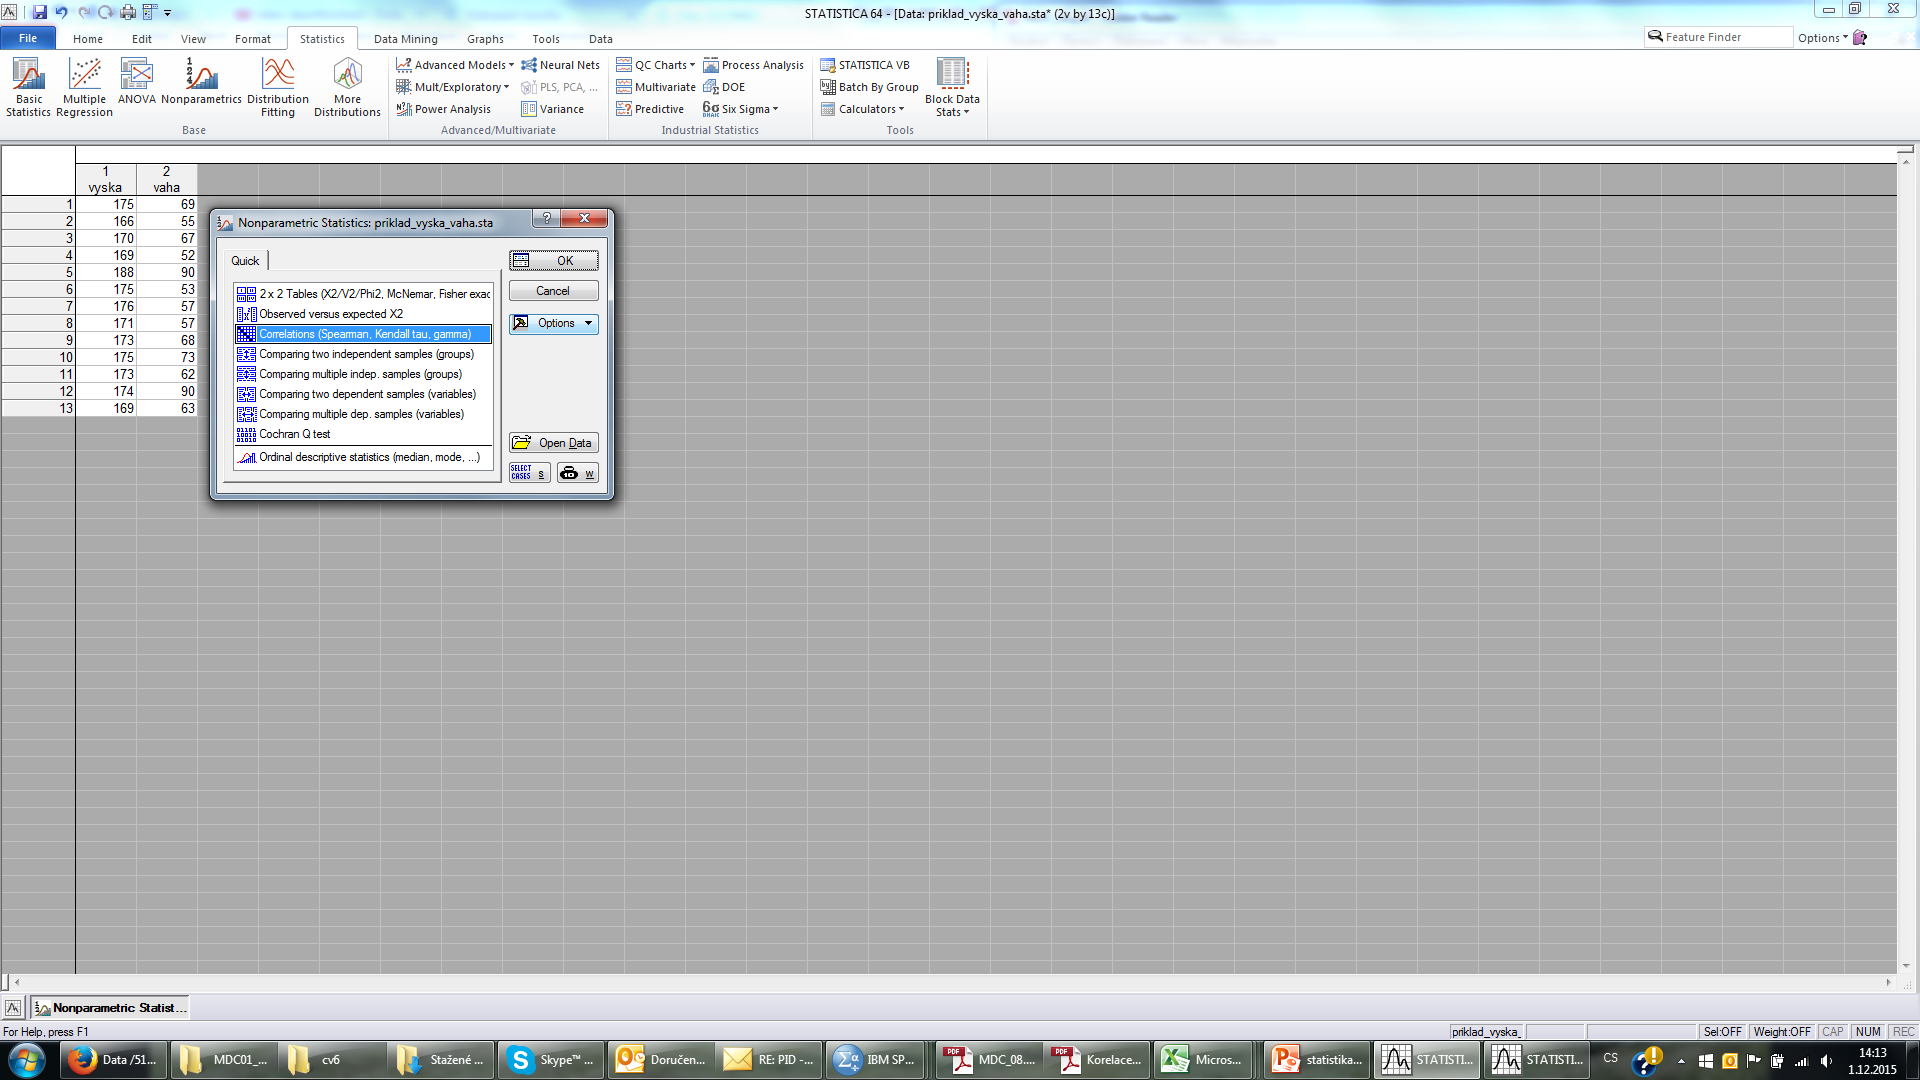 STATISTICA 64 - [Data: priklad_vyska_vaha.sta* (2v by 13c)]
File Home Edit View Format Statistics Data Mining Graphs Tools Data
Feature Finder Options
Basic Statistics
Multiple Regression
ANOVA
Nonparametrics
Distribution Fitting
More Distributions
Base
Advanced Models Neural Nets
Mult/Exploratory PLS, PCA, ...
Power Analysis Variance
Advanced/Multivariate
QC Charts Process Analysis
Multivariate DOE
Predictive Six Sigma
Industrial Statistics
STATISTICA VB
Batch By Group
Calculators
Block Data Stats
Tools
1 2
vyska vaha
1 175 69
2 166 55
3 170 67
4 169 52
5 188 90
6 175 53
7 176 57
8 171 57
9 173 68
10 175 73
11 173 62
12 174 90
13 169 63
Nonparametric Statistics: priklad_vyska_vaha.sta
Quick
2 x 2 Tables (X2/V2/Phi2, McNemar, Fisher exac
Observed versus expected X2
Correlations (Spearman, Kendall tau, gamma)
Comparing two independent samples (groups)
Comparing multiple indep. samples (groups)
Comparing two dependent samples (variables)
Comparing multiple dep. samples (variables)
Cochran Q test
Ordinal descriptive statistics (median, mode, ...)
OK
Cancel
Options
Open Data
SELECT CASES S
W
Nonparametric Statist...
For Help, press F1
priklad_vyska_
Sel:OFF Weight:OFF CAP NUM REC
Data /51... MDC01_... cv6 Stažené ... Skype™ ... Doručen... RE: PID -... IBM SP... MDC_08.... Korelace... Micros... statistika... STATISTI... STATISTI... CS
14:13
1.12.2015